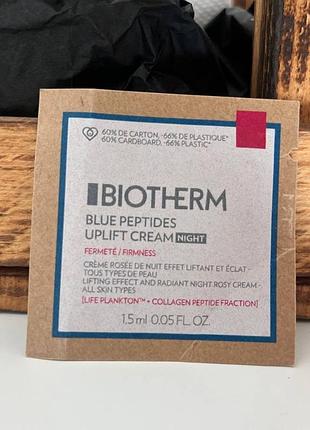 60% DE CARTON, -66% DE PLASTIQUE*
60% CARDBOARD, -66% PLASTIC*
BIOTHERM
BLUE PEPTIDES
UPLIFT CREAM NIGHT
FERMETÉ / FIRMNESS
CRÈME ROSÉE DE NUIT EFFET LIFTANT ET ÉCLAT -
TOUS TYPES DE PEAU
LIFTING EFFECT AND RADIANT NIGHT ROSY CREAM -
ALL SKIN TYPES
[LIFE PLANKTON™ + COLLAGEN PEPTIDE FRACTION]
1.5 ml 0.05 FL. OZ.